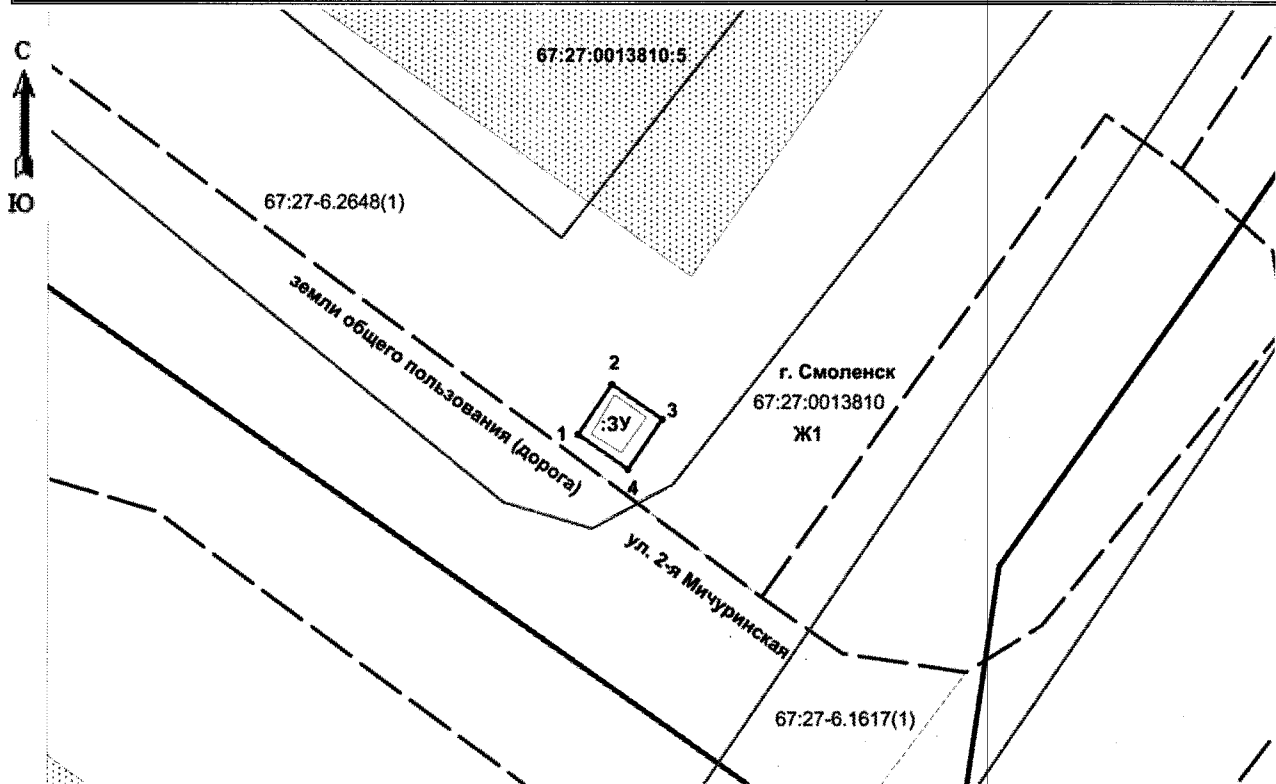 С
Ю
67:27:0013810:5
67:27-6.2648(1)
земли общего пользования (дорога)
2
3
:ЗУ
1
4
г. Смоленск
67:27:0013810
Ж1
ул. 2-я Мичуринская
67:27-6.1617(1)